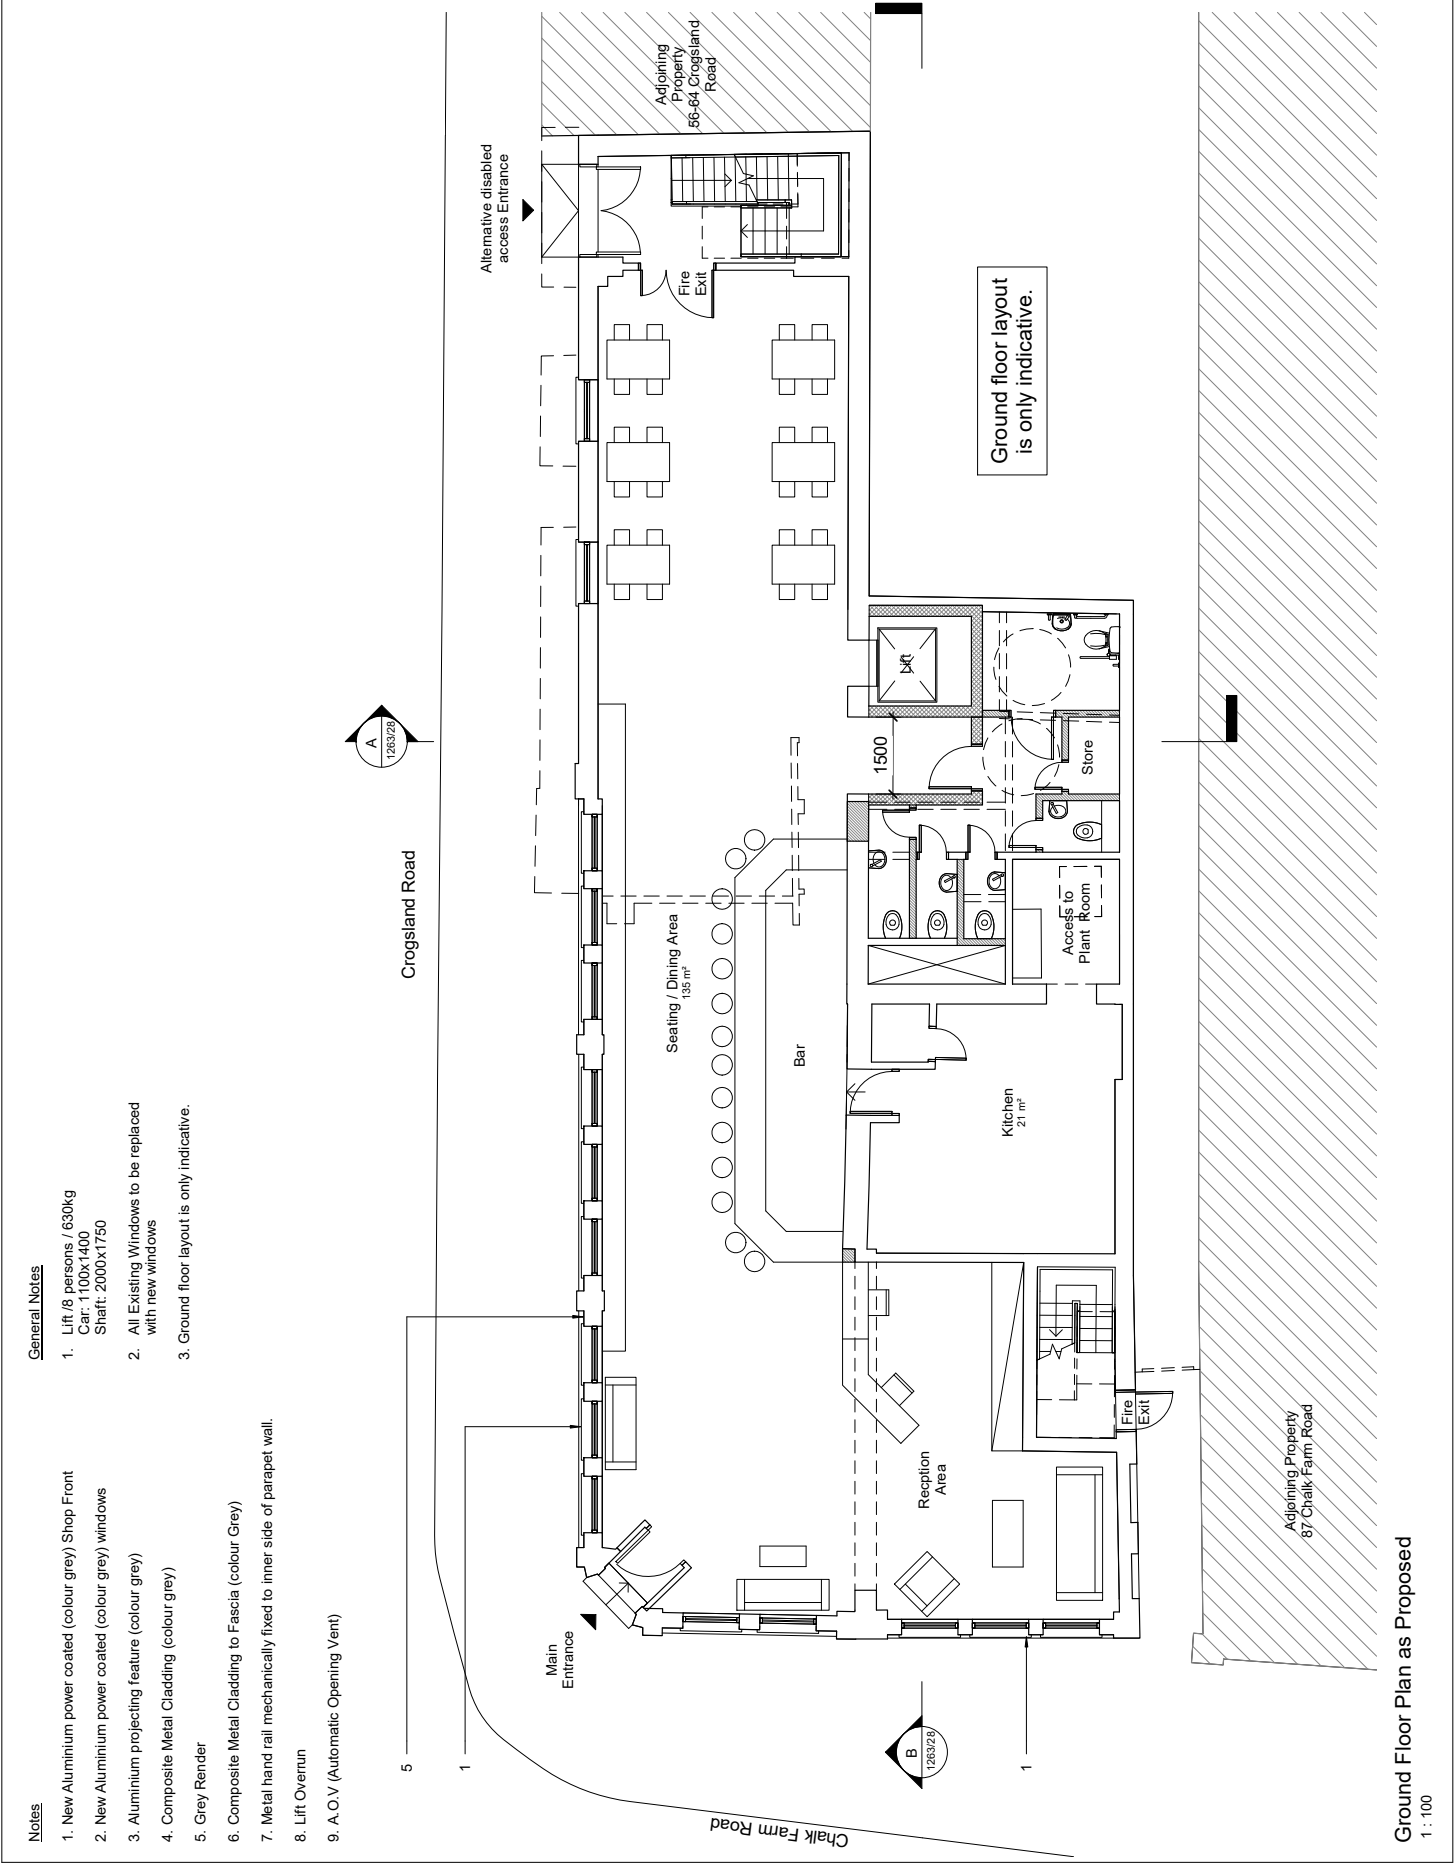 Notes
1. New Aluminium power coated (colour grey) Shop Front
2. New Aluminium power coated (colour grey) windows
3. Aluminium projecting feature (colour grey)
4. Composite Metal Cladding (colour grey)
5. Grey Render
6. Composite Metal Cladding to Fascia (colour Grey)
7. Metal hand rail mechanically fixed to inner side of parapet wall.
8. Lift Overrun
9. A.O.V (Automatic Opening Vent)
General Notes
1. Lift /8 persons / 630kg
Car: 1100x1400
Shaft: 2000x1750
2. All Existing Windows to be replaced
with new windows
3. Ground floor layout is only indicative.
5
1
Crogsland Road
A
1263/28
Alternative disabled
access Entrance
Adjoining
Property
56-64 Crogsland
Road
Main
Entrance
Seating / Dining Area
135 m²
Bar
Fire
Exit
Lift
1500
Store
Access to
Plant Room
Kitchen
21 m²
Recption
Area
Fire
Exit
Ground floor layout
is only indicative.
B
1263/28
1
Chalk Farm Road
Adjoining Property
87 Chalk Farm Road
Ground Floor Plan as Proposed
1 : 100